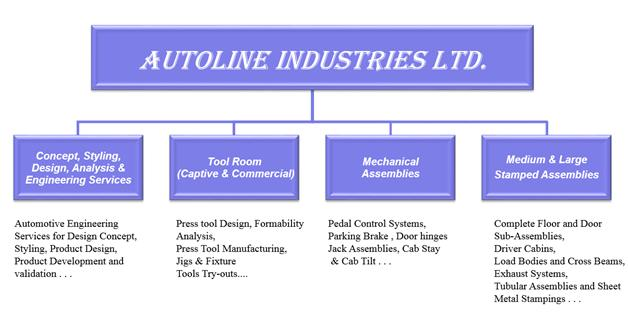 AUTOLINE INDUSTRIES LTD.
Concept, Styling,
Design, Analysis &
Engineering Services
Tool Room
(Captive & Commercial)
Mechanical
Assemblies
Medium & Large
Stamped Assemblies
Automotive Engineering
Services for Design Concept,
Styling, Product Design,
Product Development and
validation . . .
Press tool Design, Formability
Analysis,
Press Tool Manufacturing,
Jigs & Fixture
Tools Try-outs....
Pedal Control Systems,
Parking Brake , Door hinges
Jack Assemblies, Cab Stay
& Cab Tilt . . .
Complete Floor and Door
Sub-Assemblies,
Driver Cabins,
Load Bodies and Cross Beams,
Exhaust Systems,
Tubular Assemblies and Sheet
Metal Stampings . . .